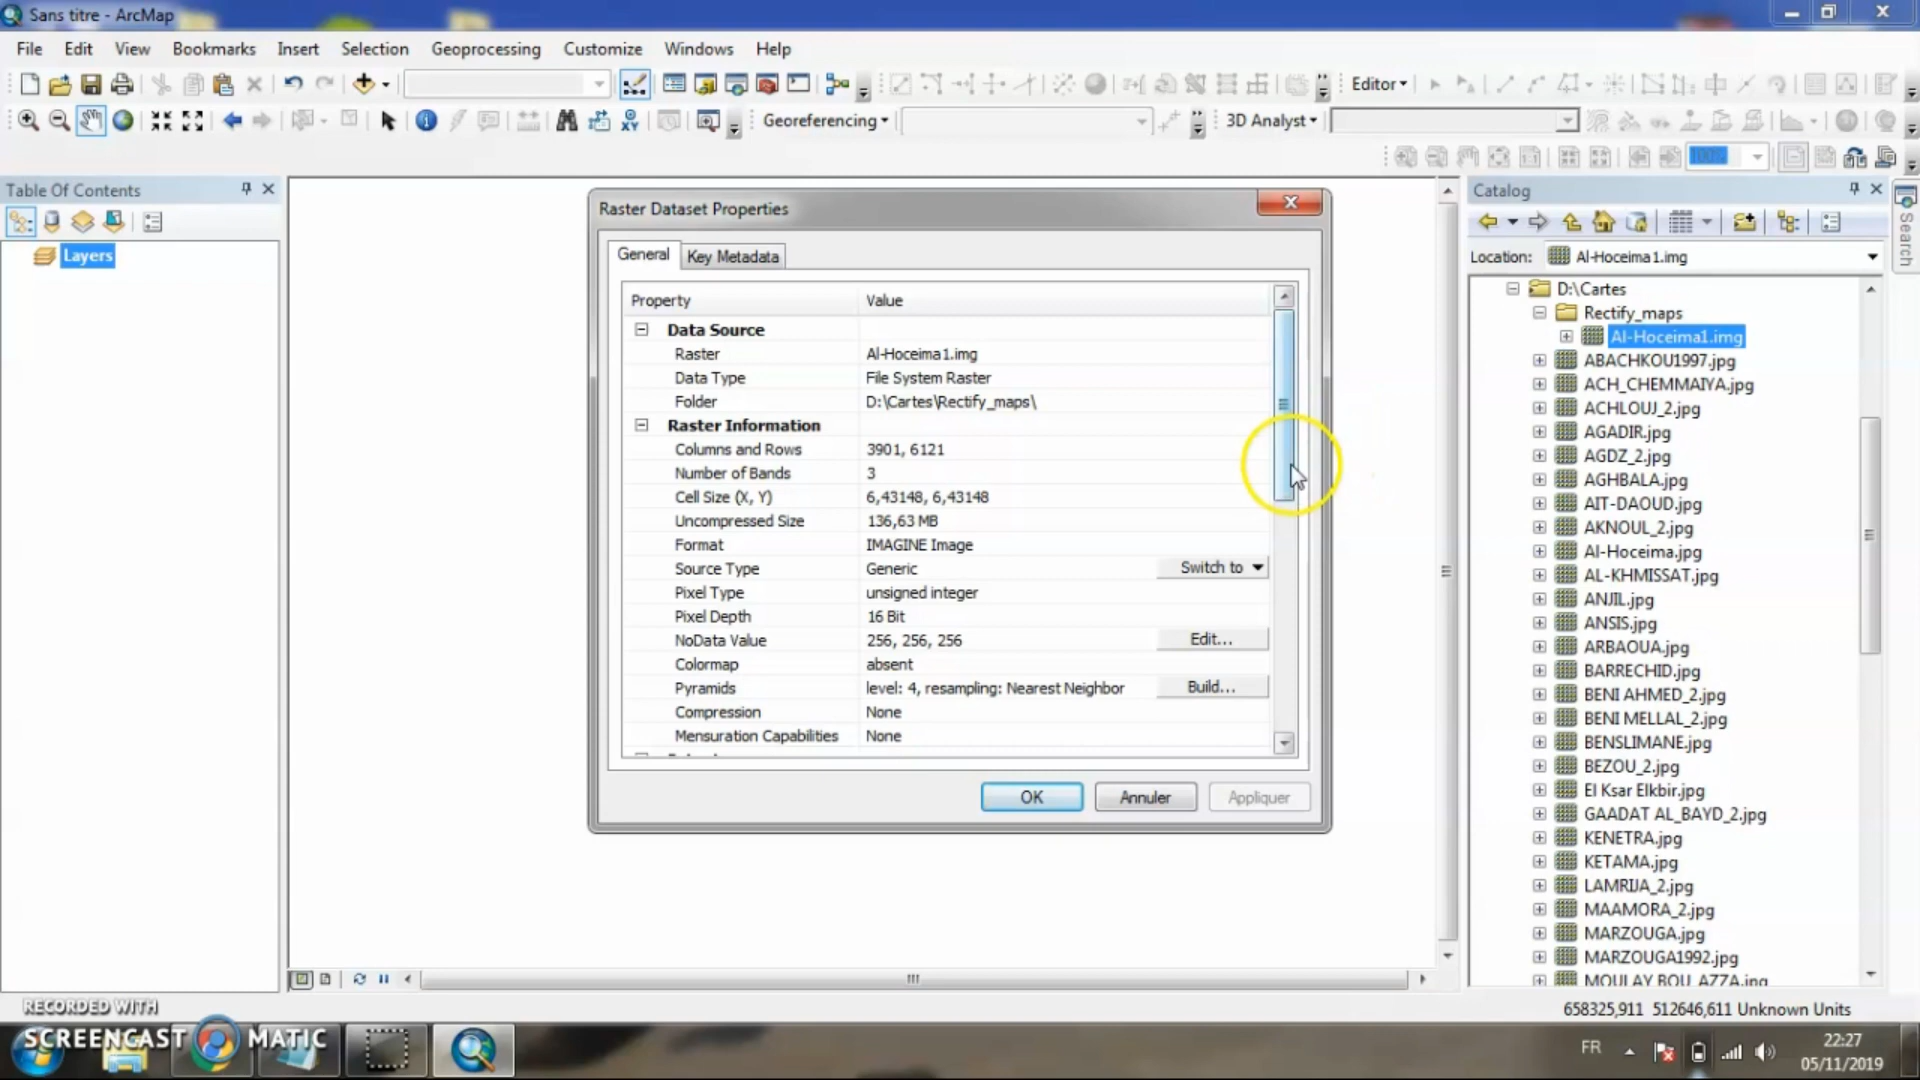 Sans titre - ArcMap
File Edit View Bookmarks Insert Selection Geoprocessing Customize Windows Help
Editor
Georeferencing
3D Analyst
100%
Table Of Contents
Layers
Raster Dataset Properties
General
Key Metadata
Property Value
Data Source
Raster Al-Hoceima1.img
Data Type File System Raster
Folder D:\Cartes\Rectify_maps\
Raster Information
Columns and Rows 3901, 6121
Number of Bands 3
Cell Size (X, Y) 6,43148, 6,43148
Uncompressed Size 136,63 MB
Format IMAGINE Image
Source Type Generic Switch to
Pixel Type unsigned integer
Pixel Depth 16 Bit
NoData Value 256, 256, 256 Edit...
Colormap absent
Pyramids level: 4, resampling: Nearest Neighbor Build...
Compression None
Mensuration Capabilities None
OK Annuler Appliquer
Catalog
Search
Location: Al-Hoceima1.img
D:\Cartes
Rectify_maps
Al-Hoceima1.img
ABACHKOU1997.jpg
ACH_CHEMMAIYA.jpg
ACHLOUJ_2.jpg
AGADIR.jpg
AGDZ_2.jpg
AGHBALA.jpg
AIT-DAOUD.jpg
AKNOUL_2.jpg
Al-Hoceima.jpg
AL-KHMISSAT.jpg
ANJIL.jpg
ANSIS.jpg
ARBAOUA.jpg
BARRECHID.jpg
BENI AHMED_2.jpg
BENI MELLAL_2.jpg
BENSLIMANE.jpg
BEZOU_2.jpg
El Ksar Elkbir.jpg
GAADAT AL_BAYD_2.jpg
KENETRA.jpg
KETAMA.jpg
LAMRIJA_2.jpg
MAAMORA_2.jpg
MARZOUGA.jpg
MARZOUGA1992.jpg
MOULAY BOU AZZA.jpg
658325,911 512646,611 Unknown Units
RECORDED WITH
SCREENCAST MATIC
FR
22:27
05/11/2019